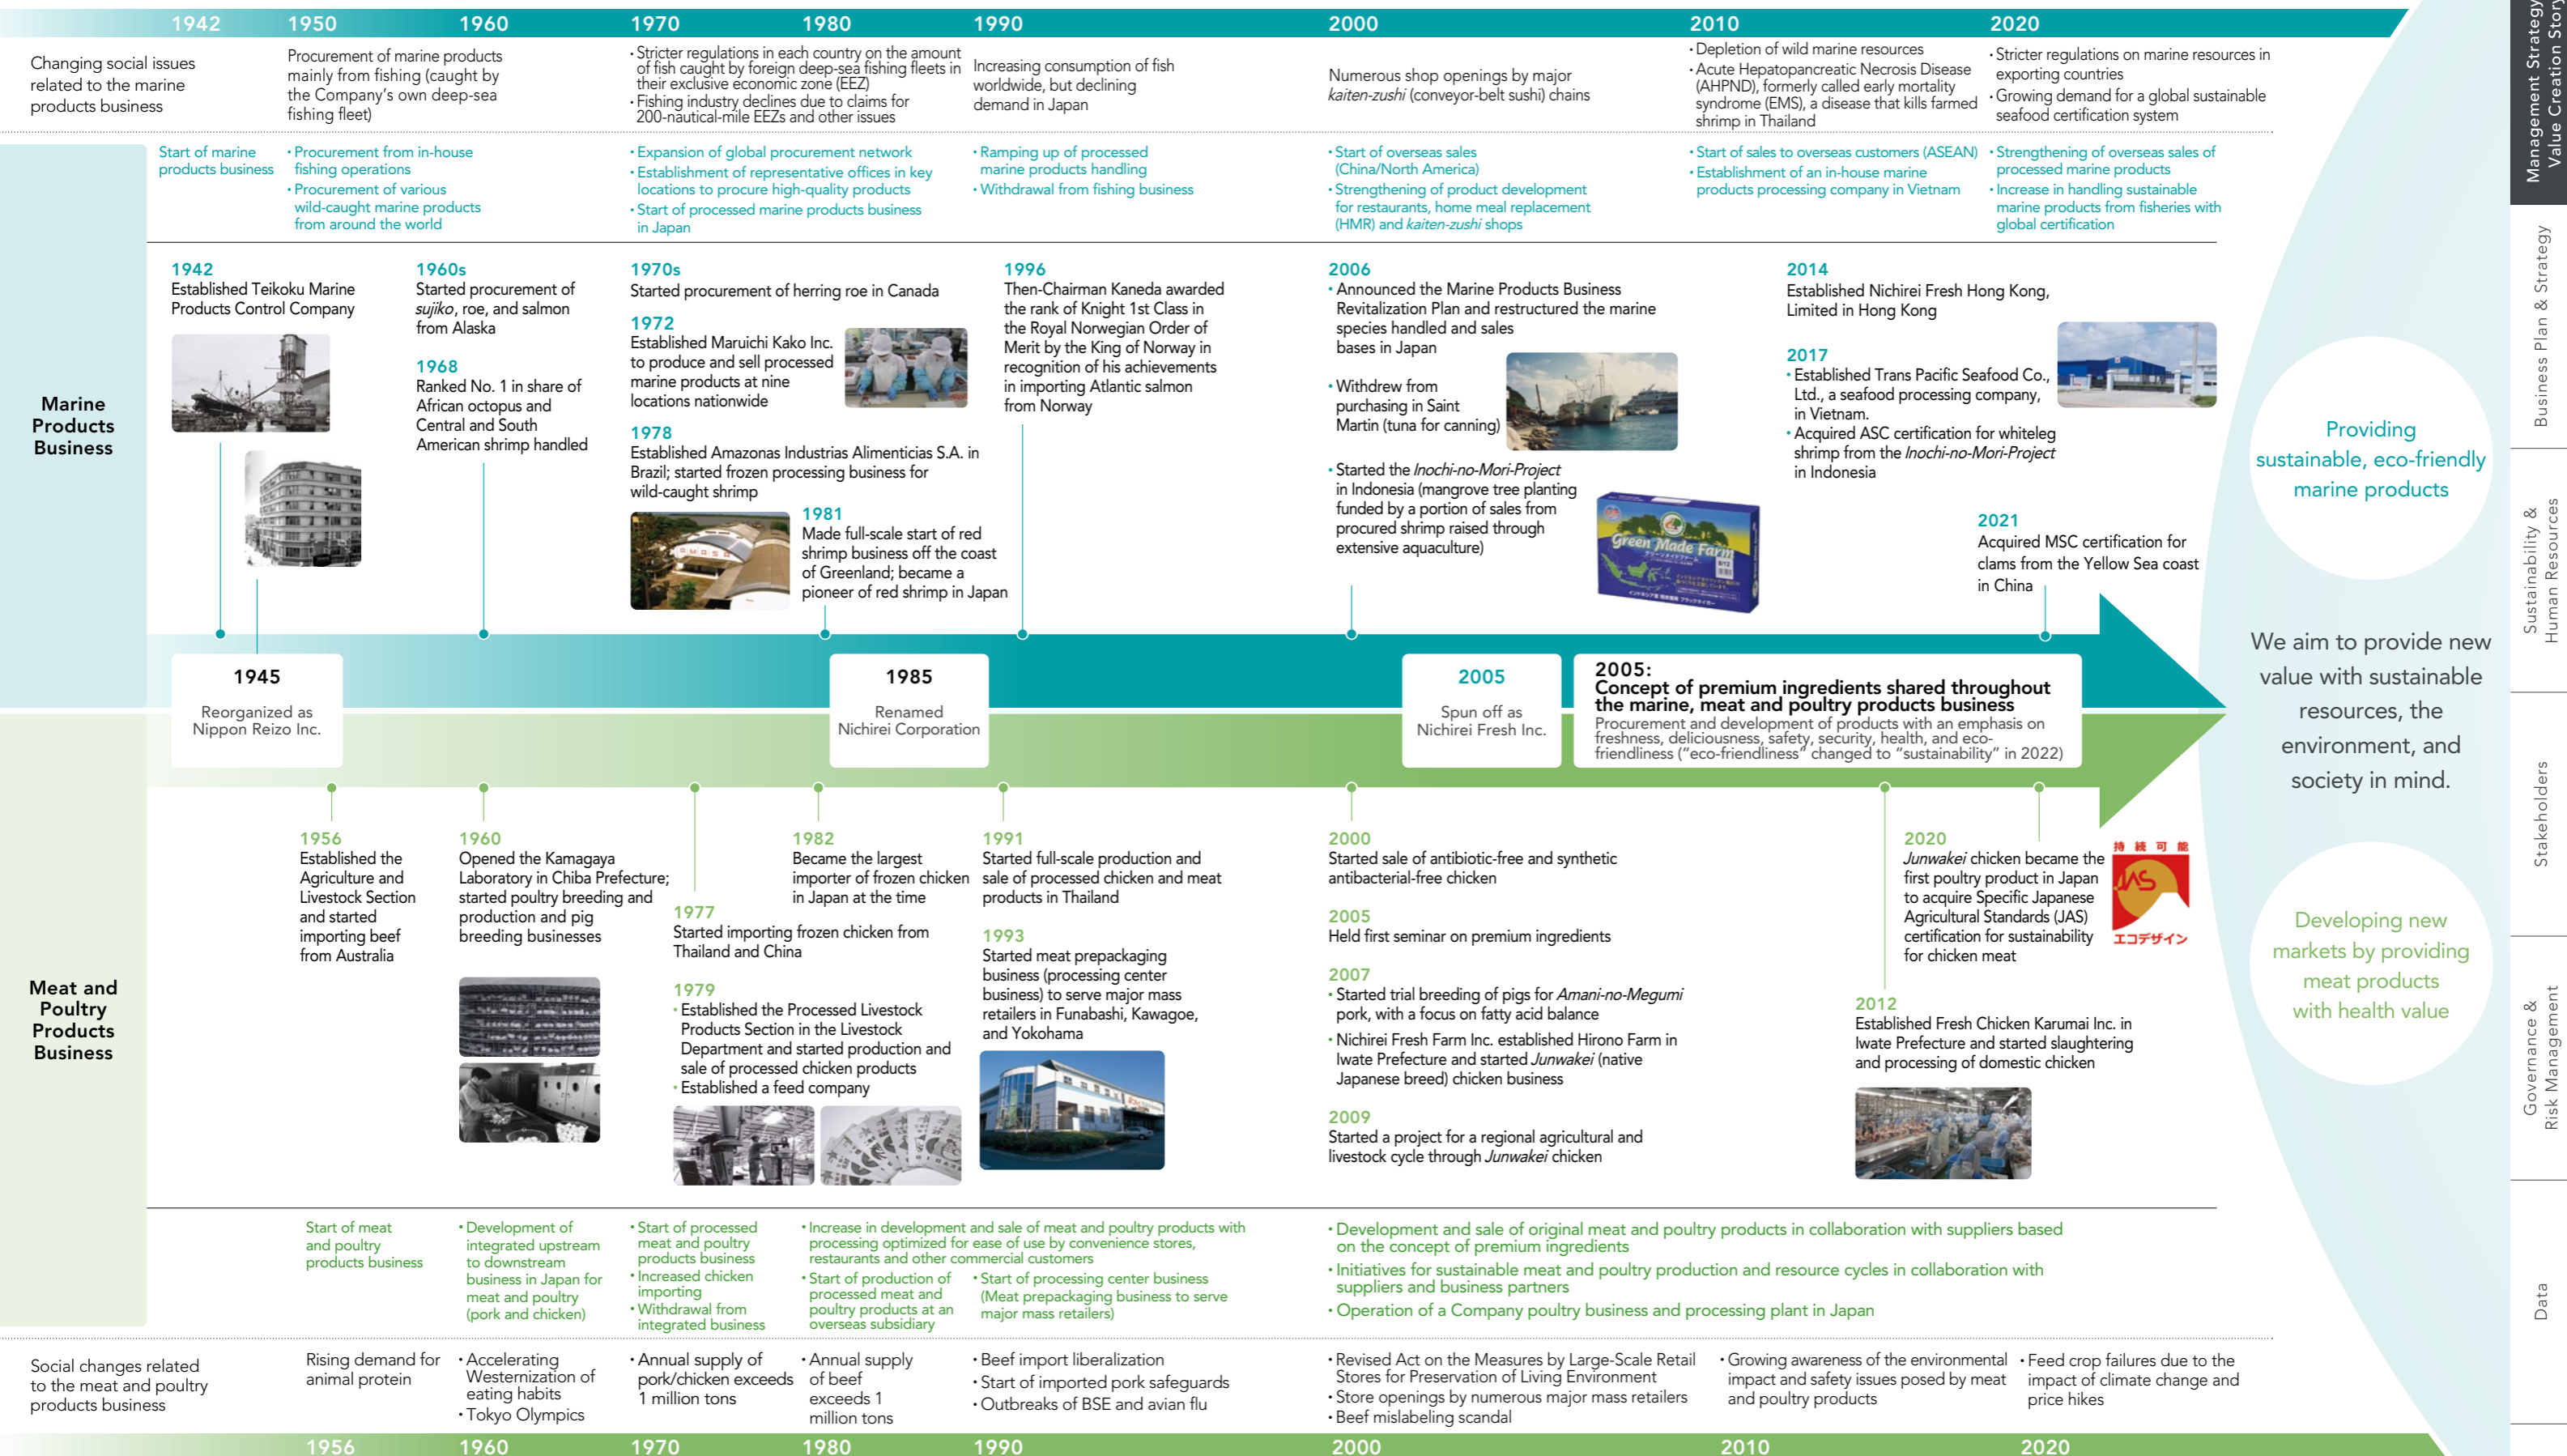 1942
1950
1960
1970
1980
1990
2000
2010
2020
Changing social issues
related to the marine
products business
Procurement of marine products
mainly from fishing (caught by
the Company's own deep-sea
fishing fleet)
・Stricter regulations in each country on the amount
of fish caught by foreign deep-sea fishing fleets in
their exclusive economic zone (EEZ)
・Fishing industry declines due to claims for
200-nautical-mile EEZs and other issues
Increasing consumption of fish
worldwide, but declining
demand in Japan
Numerous shop openings by major
kaiten-zushi (conveyor-belt sushi) chains
・Depletion of wild marine resources
・Acute Hepatopancreatic Necrosis Disease
(AHPND), formerly called early mortality
syndrome (EMS), a disease that kills farmed
shrimp in Thailand
・Stricter regulations on marine resources in
exporting countries
・Growing demand for a global sustainable
seafood certification system
Marine
Products
Business
Start of marine
products business
・Procurement from in-house
fishing operations
・Procurement of various
wild-caught marine products
from around the world
・Expansion of global procurement network
・Establishment of representative offices in key
locations to procure high-quality products
・Start of processed marine products business
in Japan
・Ramping up of processed
marine products handling
・Withdrawal from fishing business
・Start of overseas sales
(China/North America)
・Strengthening of product development
for restaurants, home meal replacement
(HMR) and kaiten-zushi shops
・Start of sales to overseas customers (ASEAN)
・Establishment of an in-house marine
products processing company in Vietnam
・Strengthening of overseas sales of
processed marine products
・Increase in handling sustainable
marine products from fisheries with
global certification
1942
Established Teikoku Marine
Products Control Company
1960s
Started procurement of
sujiko, roe, and salmon
from Alaska
1968
Ranked No. 1 in share of
African octopus and
Central and South
American shrimp handled
1970s
Started procurement of herring roe in Canada
1972
Established Maruichi Kako Inc.
to produce and sell processed
marine products at nine
locations nationwide
1978
Established Amazonas Industrias Alimenticias S.A. in
Brazil; started frozen processing business for
wild-caught shrimp
AMASA
1981
Made full-scale start of red
shrimp business off the coast
of Greenland; became a
pioneer of red shrimp in Japan
1996
Then-Chairman Kaneda awarded
the rank of Knight 1st Class in
the Royal Norwegian Order of
Merit by the King of Norway in
recognition of his achievements
in importing Atlantic salmon
from Norway
2006
・Announced the Marine Products Business
Revitalization Plan and restructured the marine
species handled and sales
bases in Japan
・Withdrew from
purchasing in Saint
Martin (tuna for canning)
・Started the Inochi-no-Mori-Project
in Indonesia (mangrove tree planting
funded by a portion of sales from
procured shrimp raised through
extensive aquaculture)
Green Made Farm
グリーンメイドファーム
8/12
2014
Established Nichirei Fresh Hong Kong,
Limited in Hong Kong
2017
・Established Trans Pacific Seafood Co.,
Ltd., a seafood processing company,
in Vietnam.
・Acquired ASC certification for whiteleg
shrimp from the Inochi-no-Mori-Project
in Indonesia
2021
Acquired MSC certification for
clams from the Yellow Sea coast
in China
1945
Reorganized as
Nippon Reizo Inc.
1985
Renamed
Nichirei Corporation
2005
Spun off as
Nichirei Fresh Inc.
2005:
Concept of premium ingredients shared throughout
the marine, meat and poultry products business
Procurement and development of products with an emphasis on
freshness, deliciousness, safety, security, health, and eco-
friendliness ("eco-friendliness" changed to "sustainability" in 2022)
Meat and
Poultry
Products
Business
1956
Established the
Agriculture and
Livestock Section
and started
importing beef
from Australia
1960
Opened the Kamagaya
Laboratory in Chiba Prefecture;
started poultry breeding and
production and pig
breeding businesses
1977
Started importing frozen chicken from
Thailand and China
1979
・Established the Processed Livestock
Products Section in the Livestock
Department and started production and
sale of processed chicken products
・Established a feed company
1982
Became the largest
importer of frozen chicken
in Japan at the time
1991
Started full-scale production and
sale of processed chicken and meat
products in Thailand
1993
Started meat prepackaging
business (processing center
business) to serve major mass
retailers in Funabashi, Kawagoe,
and Yokohama
2000
Started sale of antibiotic-free and synthetic
antibacterial-free chicken
2005
Held first seminar on premium ingredients
2007
・Started trial breeding of pigs for Amani-no-Megumi
pork, with a focus on fatty acid balance
・Nichirei Fresh Farm Inc. established Hirono Farm in
Iwate Prefecture and started Junwakei (native
Japanese breed) chicken business
2009
Started a project for a regional agricultural and
livestock cycle through Junwakei chicken
2020
Junwakei chicken became the
first poultry product in Japan
to acquire Specific Japanese
Agricultural Standards (JAS)
certification for sustainability
for chicken meat
持続可能
JAS
エコデザイン
2012
Established Fresh Chicken Karumai Inc. in
Iwate Prefecture and started slaughtering
and processing of domestic chicken
Start of meat
and poultry
products business
・Development of
integrated upstream
to downstream
business in Japan for
meat and poultry
(pork and chicken)
・Start of processed
meat and poultry
products business
・Increased chicken
importing
・Withdrawal from
integrated business
・Increase in development and sale of meat and poultry products with
processing optimized for ease of use by convenience stores,
restaurants and other commercial customers
・Start of production of
processed meat and
poultry products at an
overseas subsidiary
・Start of processing center business
(Meat prepackaging business to serve
major mass retailers)
・Development and sale of original meat and poultry products in collaboration with suppliers based
on the concept of premium ingredients
・Initiatives for sustainable meat and poultry production and resource cycles in collaboration with
suppliers and business partners
・Operation of a Company poultry business and processing plant in Japan
Social changes related
to the meat and poultry
products business
Rising demand for
animal protein
・Accelerating
Westernization of
eating habits
・Tokyo Olympics
・Annual supply of
pork/chicken exceeds
1 million tons
・Annual supply
of beef
exceeds 1
million tons
・Beef import liberalization
・Start of imported pork safeguards
・Outbreaks of BSE and avian flu
・Revised Act on the Measures by Large-Scale Retail
Stores for Preservation of Living Environment
・Store openings by numerous major mass retailers
・Beef mislabeling scandal
・Growing awareness of the environmental
impact and safety issues posed by meat
and poultry products
・Feed crop failures due to the
impact of climate change and
price hikes
1956
1960
1970
1980
1990
2000
2010
2020
Providing
sustainable, eco-friendly
marine products
We aim to provide new
value with sustainable
resources, the
environment, and
society in mind.
Developing new
markets by providing
meat products
with health value
Management Strategy
Value Creation Story
Business Plan & Strategy
Sustainability &
Human Resources
Stakeholders
Governance &
Risk Management
Data